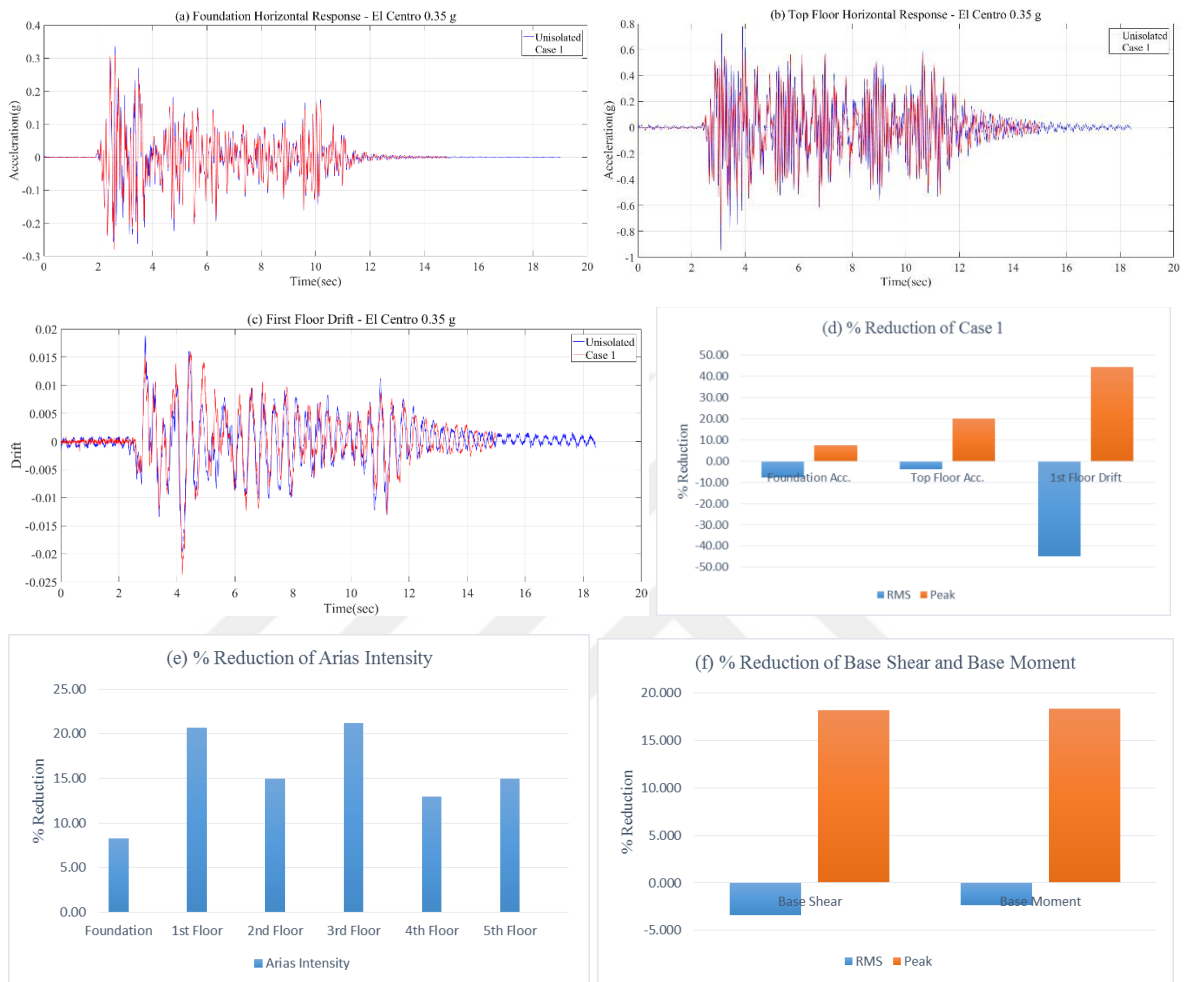 (a) Foundation Horizontal Response - El Centro 0.35 g
Unisolated
Case 1
0.4
0.3
0.2
0.1
0
-0.1
-0.2
-0.3
Acceleration(g)
0 2 4 6 8 10 12 14 16 18 20
Time(sec)
(b) Top Floor Horizontal Response - El Centro 0.35 g
Unisolated
Case 1
0.8
0.6
0.4
0.2
0
-0.2
-0.4
-0.6
-0.8
-1
Acceleration(g)
0 2 4 6 8 10 12 14 16 18 20
Time(sec)
(c) First Floor Drift - El Centro 0.35 g
Unisolated
Case 1
0.02
0.015
0.01
0.005
0
-0.005
-0.01
-0.015
-0.02
-0.025
Drift
0 2 4 6 8 10 12 14 16 18 20
Time(sec)
(d) % Reduction of Case 1
50.00
40.00
30.00
20.00
10.00
0.00
-10.00
-20.00
-30.00
-40.00
-50.00
% Reduction
Foundation Acc. Top Floor Acc. 1st Floor Drift
RMS Peak
(e) % Reduction of Arias Intensity
25.00
20.00
15.00
10.00
5.00
0.00
% Reduction
Foundation 1st Floor 2nd Floor 3rd Floor 4th Floor 5th Floor
Arias Intensity
(f) % Reduction of Base Shear and Base Moment
20.000
15.000
10.000
5.000
0.000
-5.000
% Reduction
Base Shear Base Moment
RMS Peak